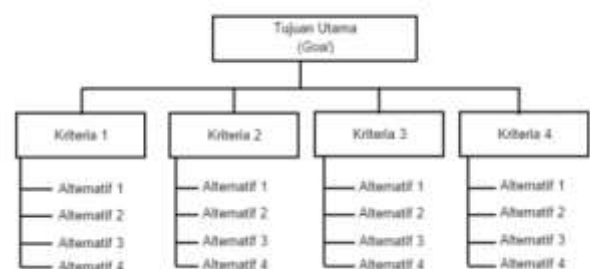 Tujuan Utama
(Goal)
Kriteria 1
Kriteria 2
Kriteria 3
Kriteria 4
Alternatif 1
Alternatif 2
Alternatif 3
Alternatif 4
Alternatif 1
Alternatif 2
Alternatif 3
Alternatif 4
Alternatif 1
Alternatif 2
Alternatif 3
Alternatif 4
Alternatif 1
Alternatif 2
Alternatif 3
Alternatif 4